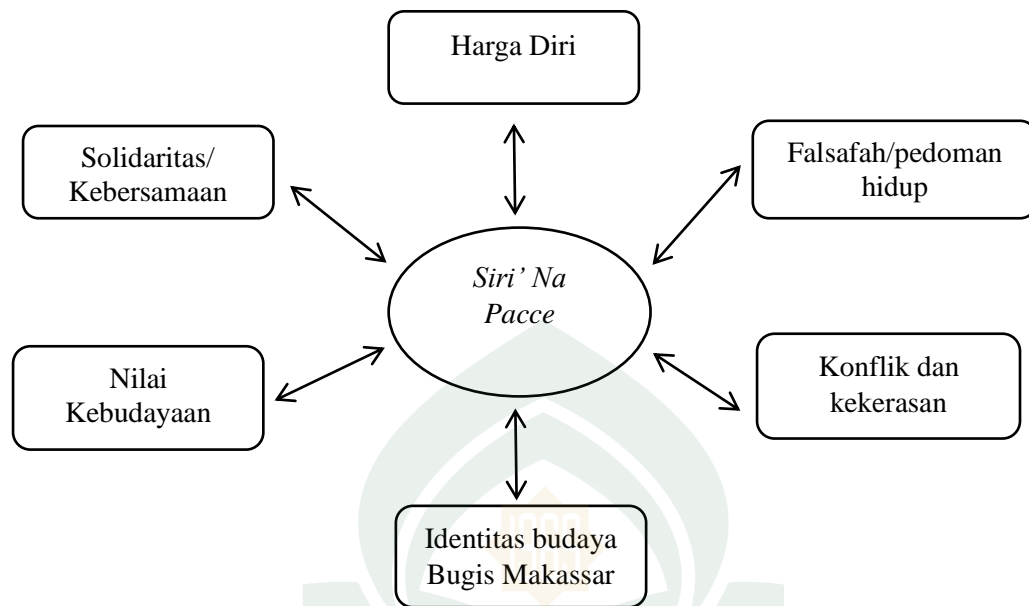 Harga Diri
Solidaritas/
Kebersamaan
Falsafah/pedoman
hidup
Siri’ Na
Pacce
Nilai
Kebudayaan
Konflik dan
kekerasan
Identitas budaya
Bugis Makassar